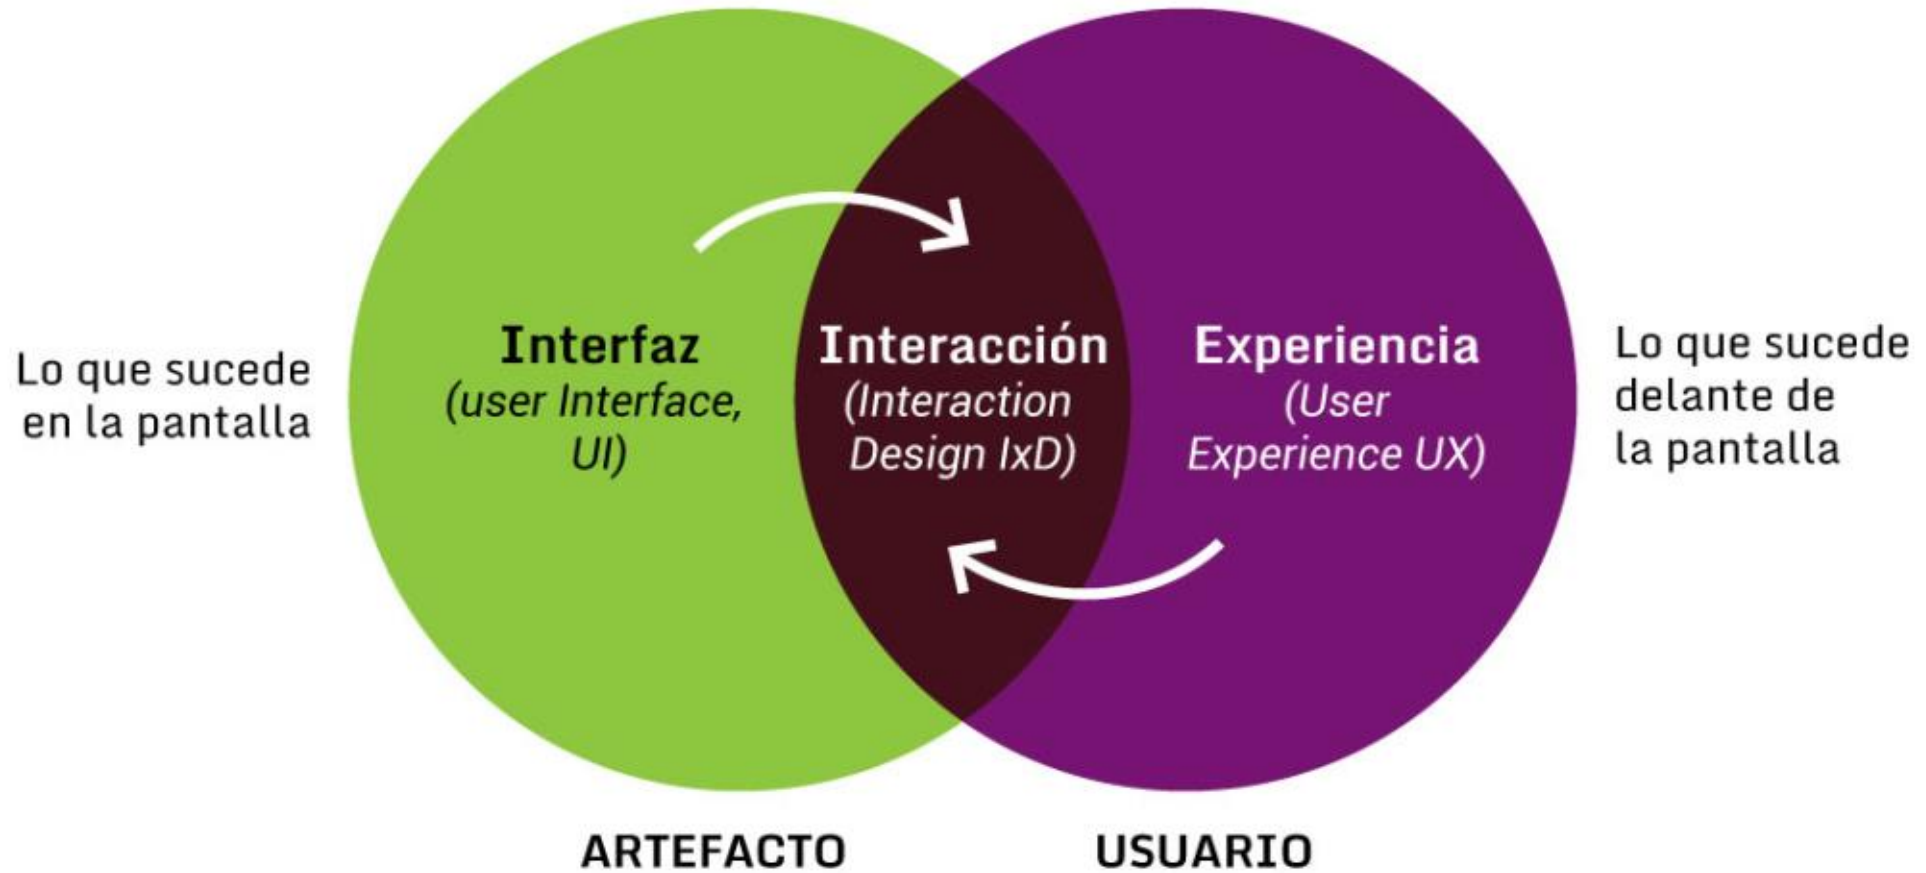 Lo que sucede
en la pantalla
Interfaz
(user Interface,
UI)
Interacción
(Interaction
Design IxD)
Experiencia
(User
Experience UX)
Lo que sucede
delante de
la pantalla
ARTEFACTO
USUARIO